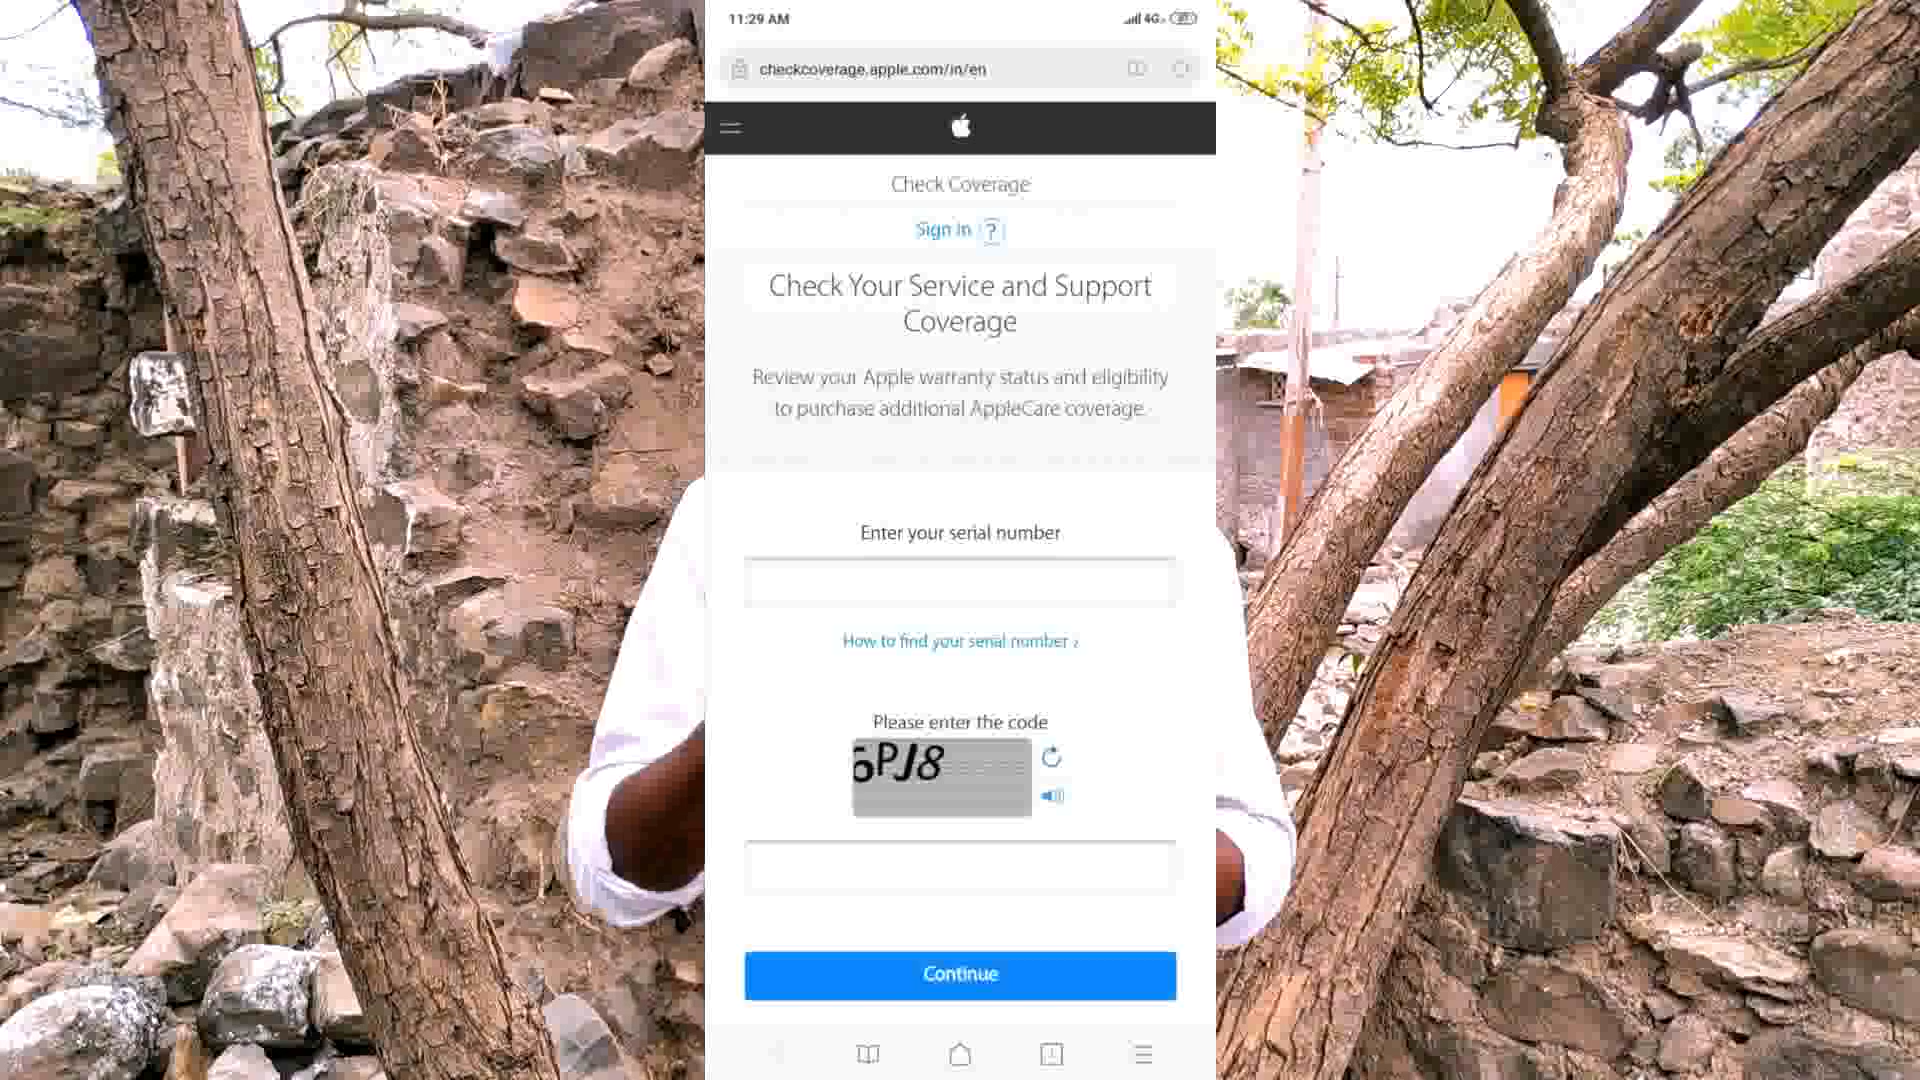 11:29 AM
4G
checkcoverage.apple.com/in/en
Check Coverage
Sign In ?
Check Your Service and Support
Coverage
Review your Apple warranty status and eligibility
to purchase additional AppleCare coverage.
Enter your serial number
How to find your serial number ›
Please enter the code
6PJ8
Continue